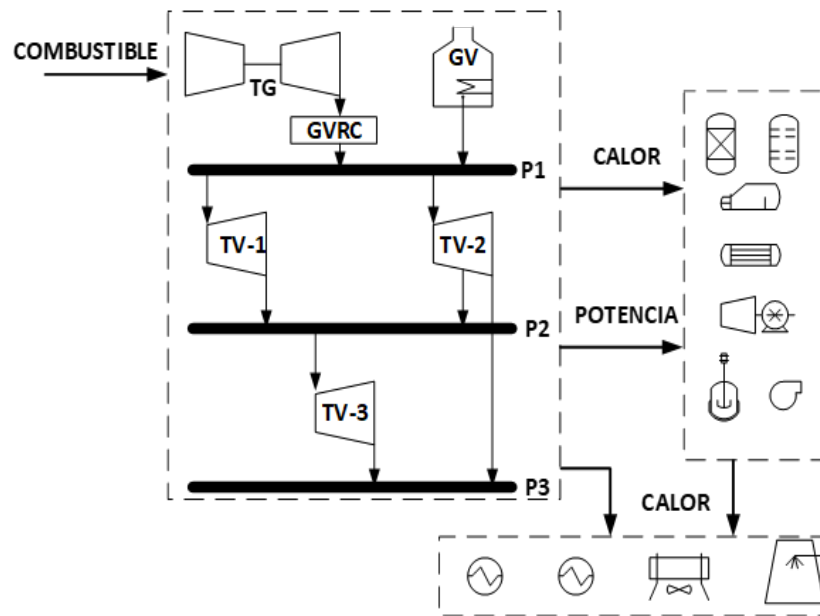 COMBUSTIBLE
TG
GV
GVRC
P1
CALOR
TV-1
TV-2
P2
POTENCIA
TV-3
P3
CALOR